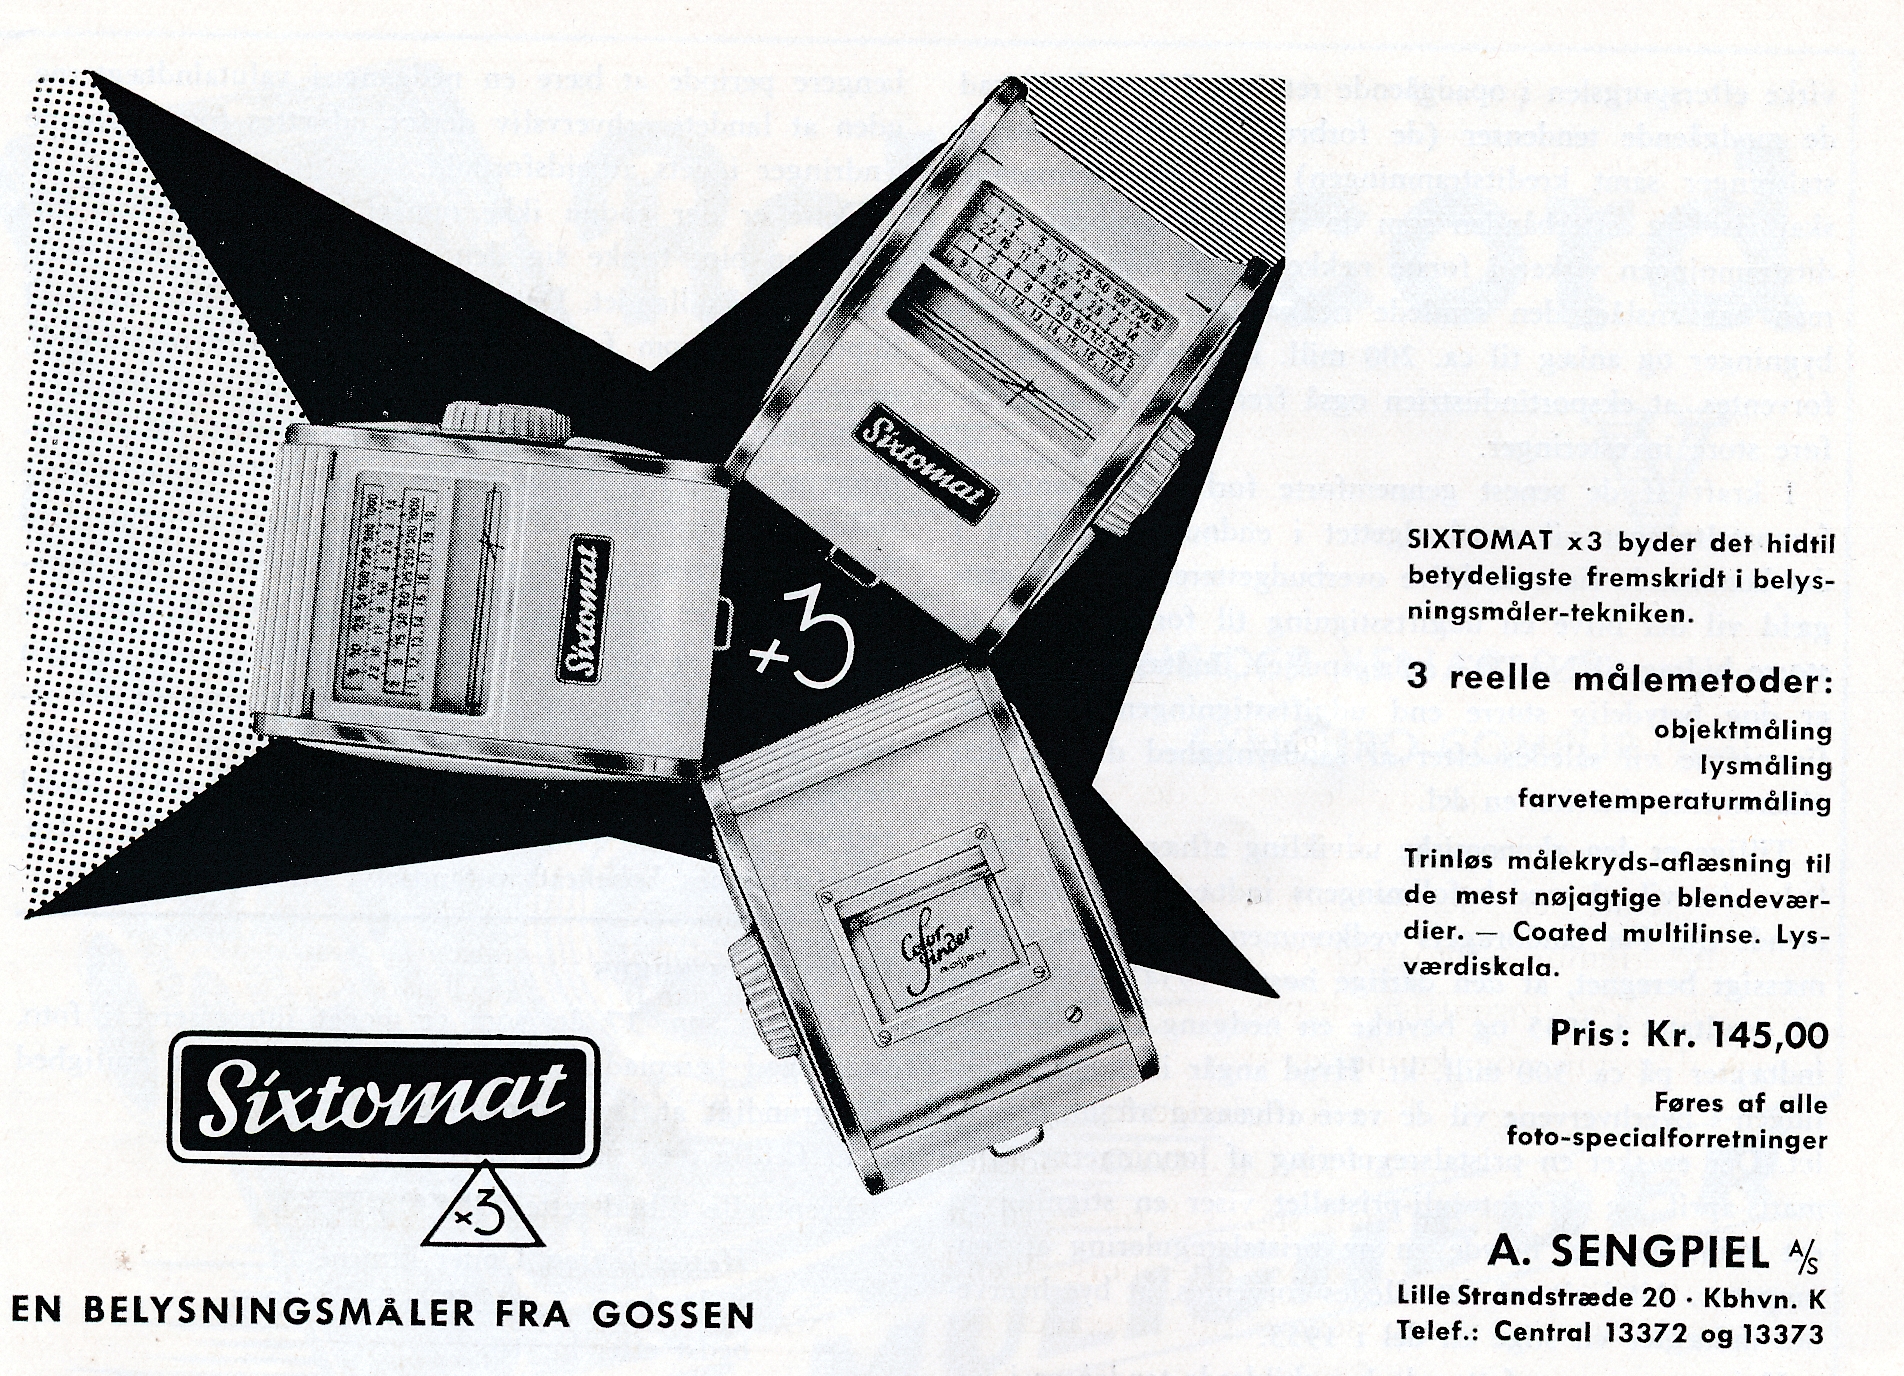 Sixtomat
Sixtomat
x3
Color
finder
gossen
SIXTOMAT x3 byder det hidtil
betydeligste fremskridt i belys-
ningsmåler-tekniken.
3 reelle målemetoder:
objektmåling
lysmåling
farvetemperaturmåling
Trinløs målekryds-aflæsning til
de mest nøjagtige blendevær-
dier. — Coated multilinse. Lys-
værdiskala.
Pris: Kr. 145,00
Føres af alle
foto-specialforretninger
Sixtomat
x3
EN BELYSNINGSMÅLER FRA GOSSEN
A. SENGPIEL A/S
Lille Strandstræde 20 · Kbhvn. K
Telef.: Central 13372 og 13373